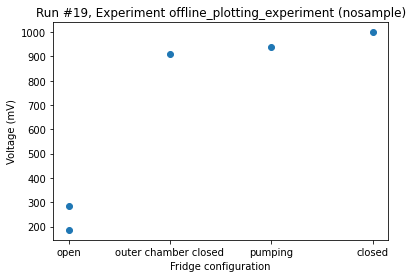 Run #19, Experiment offline_plotting_experiment (nosample)
1000
900
800
700
600
500
400
300
200
Voltage (mV)
open outer chamber closed pumping closed
Fridge configuration